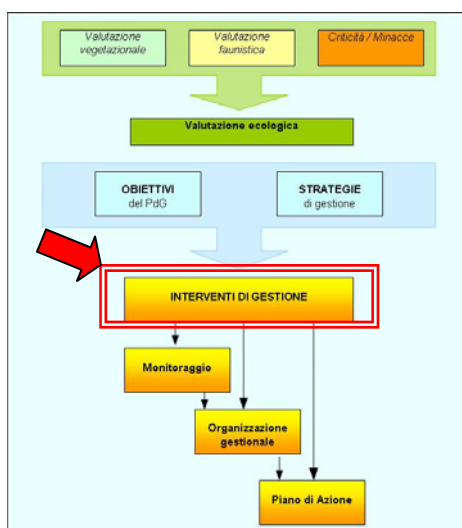 Valutazione
vegetazionale
Valutazione
faunistica
Criticità / Minacce
Valutazione ecologica
OBIETTIVI
del PdG
STRATEGIE
di gestione
INTERVENTI DI GESTIONE
Monitoraggio
Organizzazione
gestionale
Piano di Azione